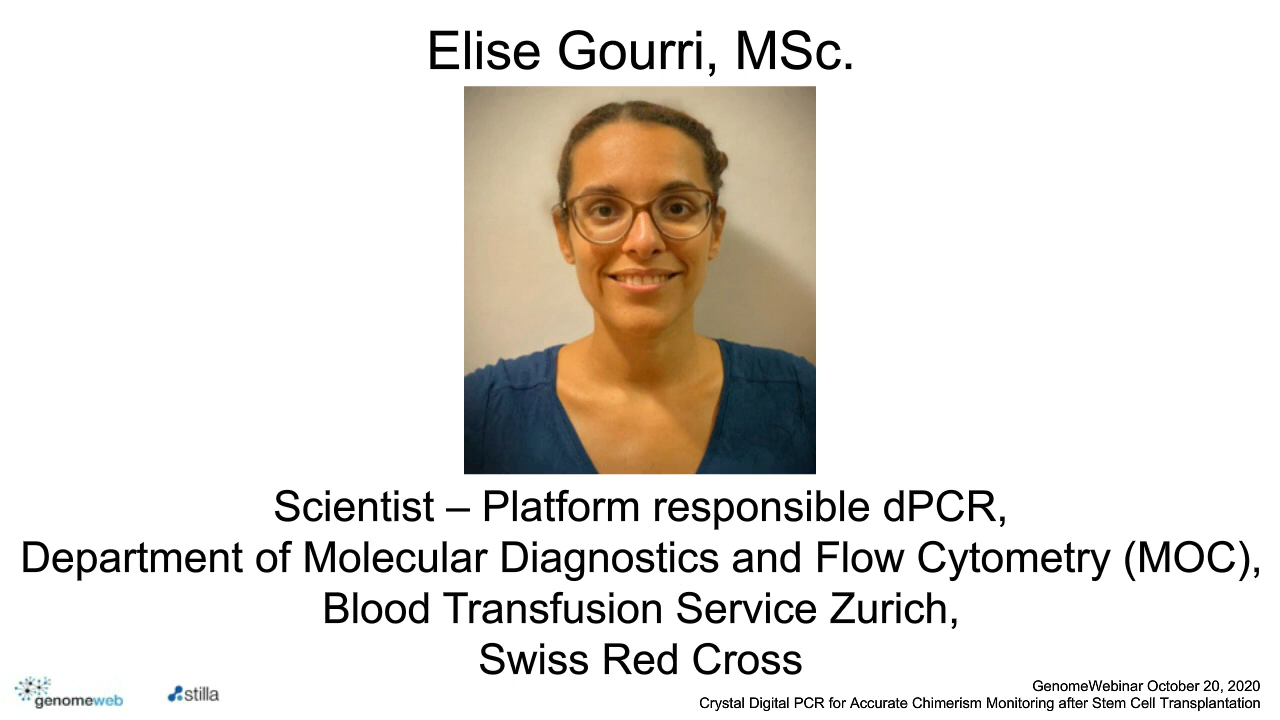 Elise Gourri, MSc.
Scientist – Platform responsible dPCR,
Department of Molecular Diagnostics and Flow Cytometry (MOC),
Blood Transfusion Service Zurich,
Swiss Red Cross
genomeweb
stilla
GenomeWebinar October 20, 2020
Crystal Digital PCR for Accurate Chimerism Monitoring after Stem Cell Transplantation